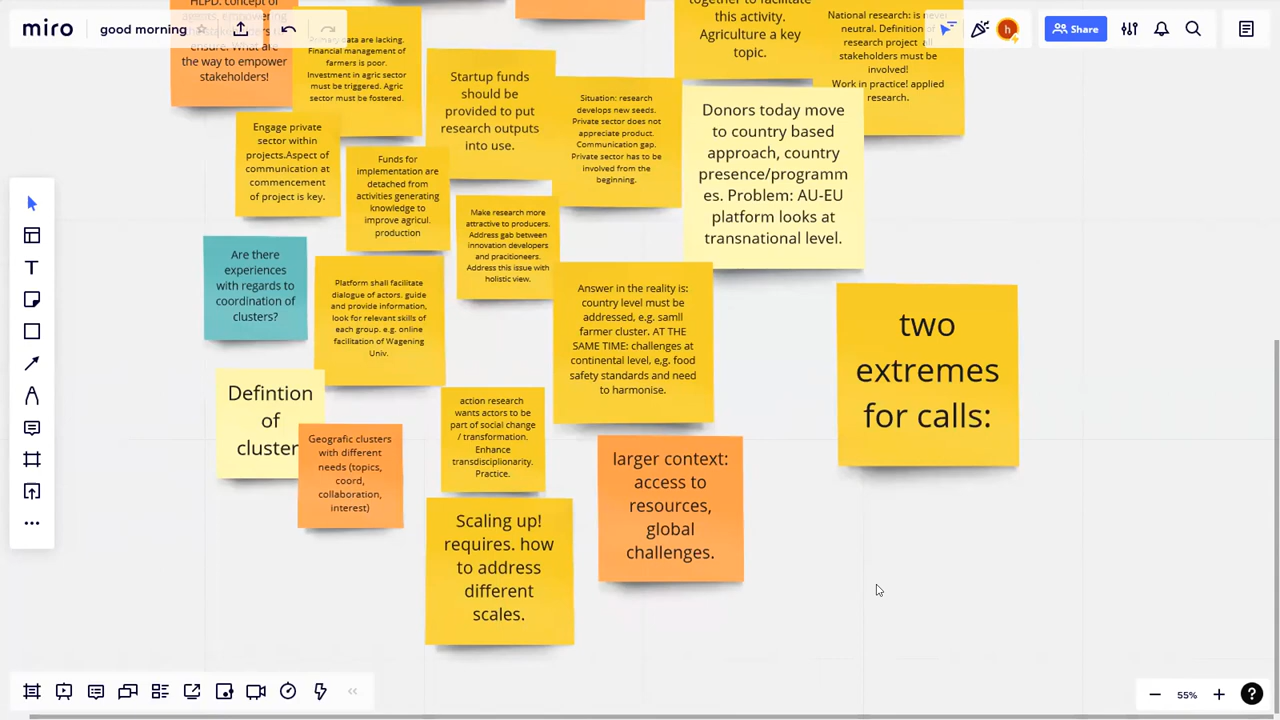 miro
good morning
Share
HLPD. concept of
agents, empowering
ensure. What are
the way to empower
stakeholders!
data are lacking.
Financial management of
farmers is poor.
Investment in agric sector
must be triggered. Agric
sector must be fostered.
Startup funds
should be
provided to put
research outputs
into use.
Situation: research
develops new seeds.
Private sector does not
appreciate product.
Communication gap.
Private sector has to be
involved from the
beginning.
together to facilitate
this activity.
Agriculture a key
topic.
National research: is never
neutral. Definition of
research project all
stakeholders must be
involved!
Work in practice! applied
research.
Donors today move
to country based
approach, country
presence/programm
es. Problem: AU-EU
platform looks at
transnational level.
Engage private
sector within
projects.Aspect of
communication at
commencement
of project is key.
Funds for
implementation are
detached from
activities generating
knowledge to
improve agricul.
production
Make research more
attractive to producers.
Address gab between
innovation developers
and pracitioneers.
Address this issue with
holistic view.
Are there
experiences
with regards to
coordination of
clusters?
Platform shall facilitate
dialogue of actors. guide
and provide information,
look for relevant skills of
each group. e.g. online
facilitation of Wagening
Univ.
Answer in the reality is:
country level must be
addressed, e.g. samll
farmer cluster. AT THE
SAME TIME: challenges at
continental level, e,g. food
safety standards and need
to harmonise.
two
extremes
for calls:
Defintion
of
cluster
Geografic clusters
with different
needs (topics,
coord,
collaboration,
interest)
action research
wants actors to be
part of social change
/ transformation.
Enhance
transdisciplionarity.
Practice.
larger context:
access to
resources,
global
challenges.
Scaling up!
requires. how
to address
different
scales.
55%